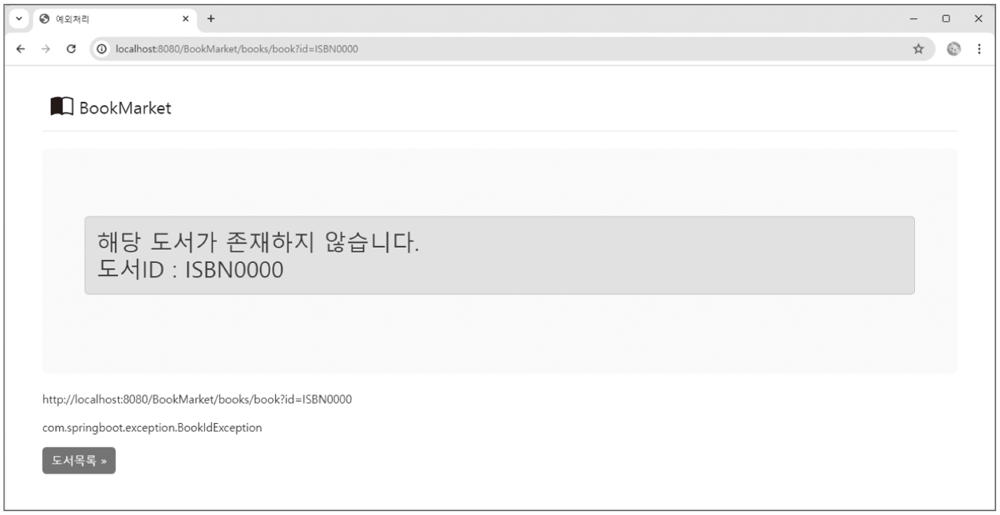 예외처리
localhost:8080/BookMarket/books/book?id=ISBN0000
BookMarket
해당 도서가 존재하지 않습니다.
도서ID : ISBN0000
http://localhost:8080/BookMarket/books/book?id=ISBN0000
com.springboot.exception.BookIdException
도서목록 »